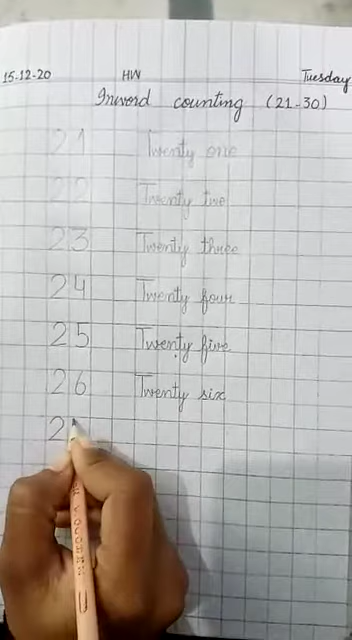 15-12-20 HW Tuesday
Inword counting (21-30)
21 Twenty one
22 Twenty two
23 Twenty three
24 Twenty four
25 Twenty five
26 Twenty six
2